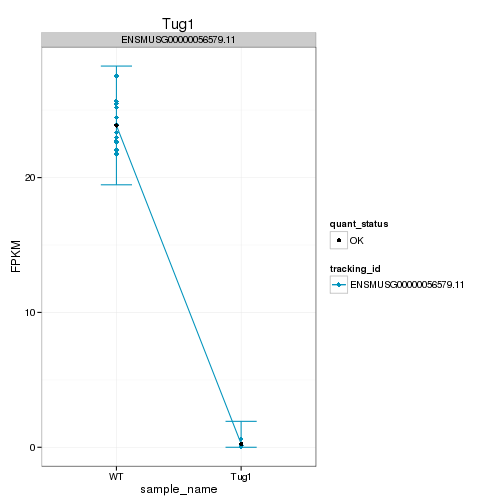 Tug1
ENSMUSG00000056579.11
20
10
0
FPKM
WT
Tug1
sample_name
quant_status
OK
tracking_id
ENSMUSG00000056579.11